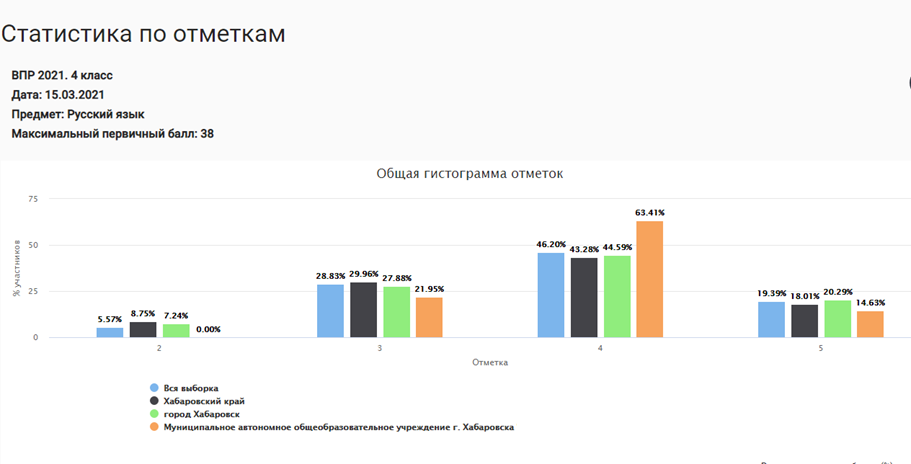 Статистика по отметкам
ВПР 2021. 4 класс
Дата: 15.03.2021
Предмет: Русский язык
Максимальный первичный балл: 38
Общая гистограмма отметок
% участников
75
50
25
0
5.57% 8.75% 7.24% 0.00%
28.83% 29.96% 27.88% 21.95%
46.20% 43.28% 44.59% 63.41%
19.39% 18.01% 20.29% 14.63%
2 3 4 5
Отметка
Вся выборка
Хабаровский край
город Хабаровск
Муниципальное автономное общеобразовательное учреждение г. Хабаровска